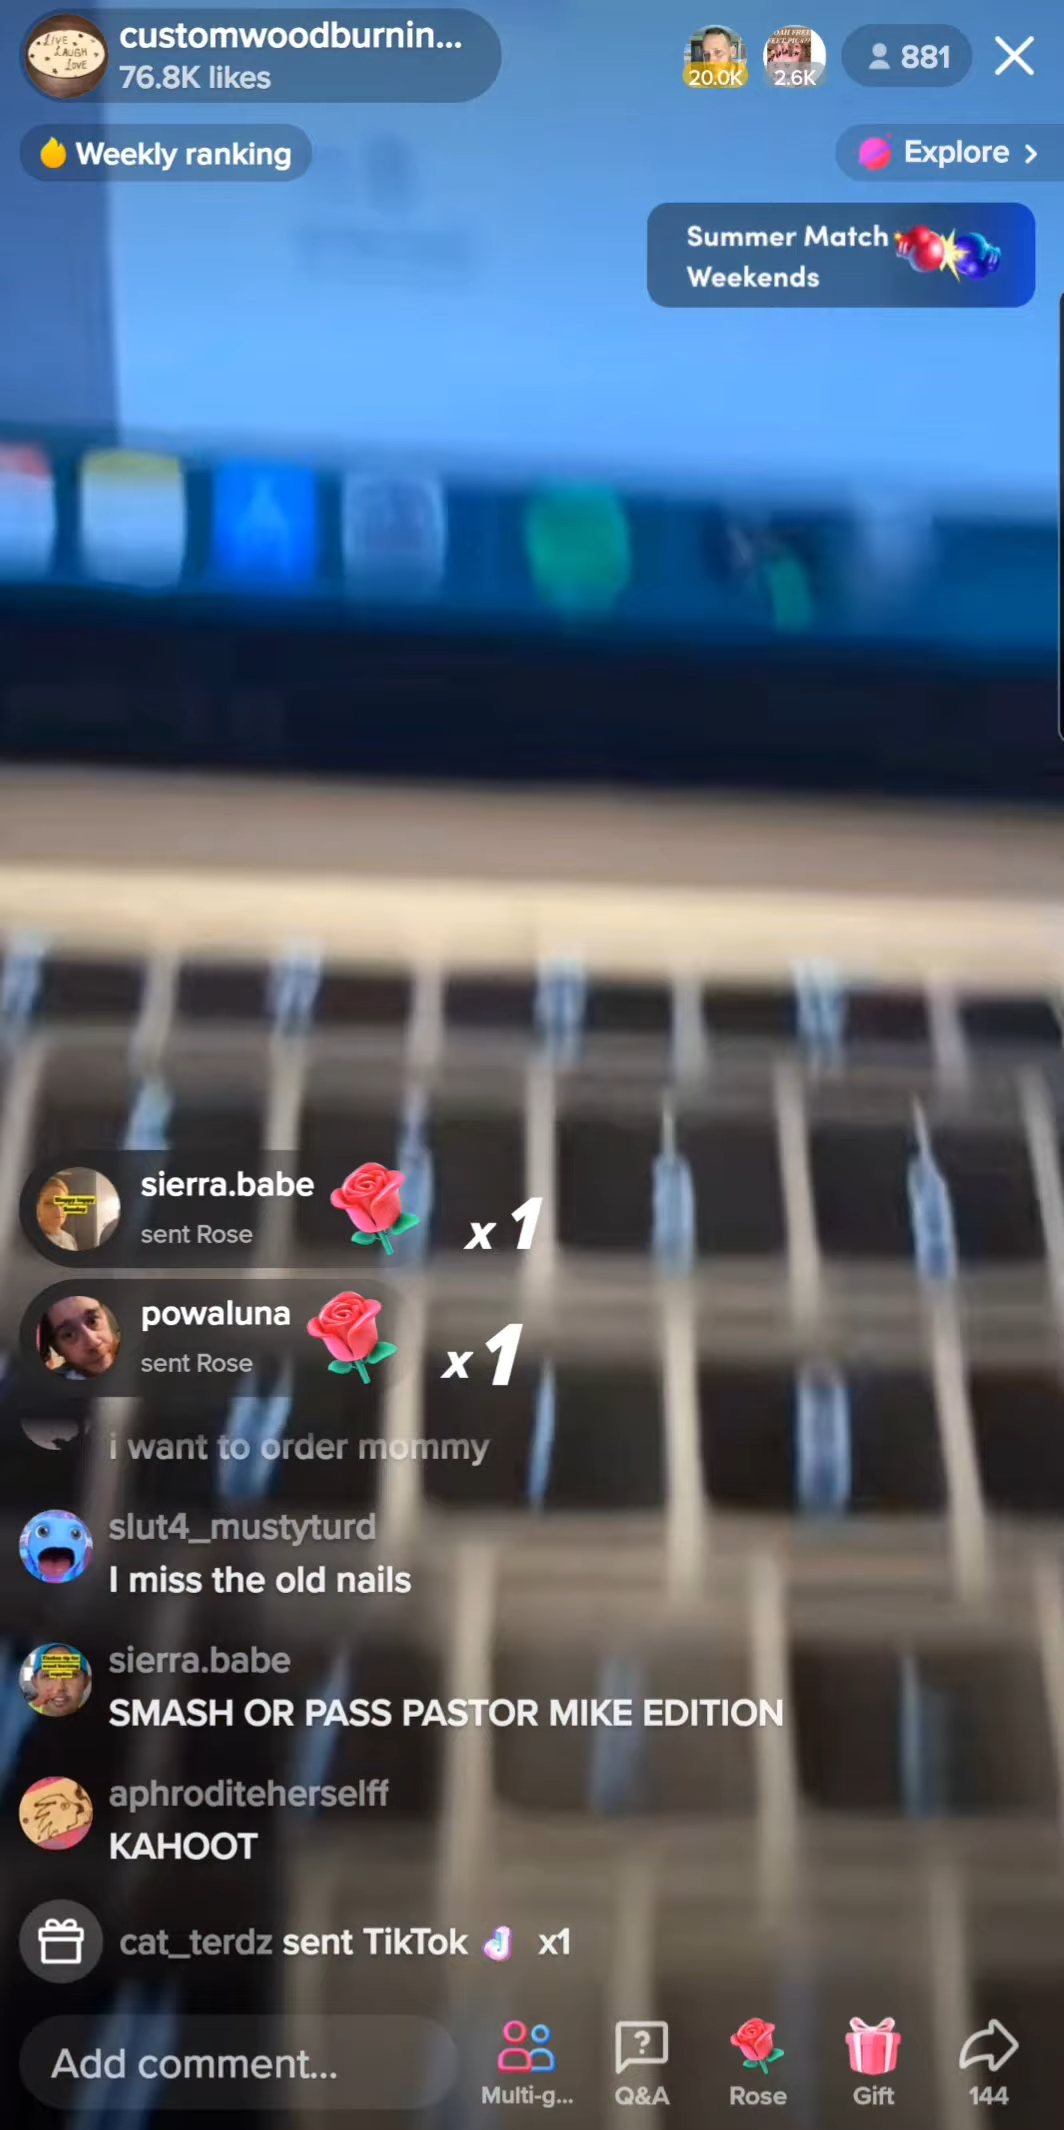 customwoodburnin...
76.8K likes
20.0K
2.6K
881
Weekly ranking
Explore >
Summer Match
Weekends
sierra.babe
sent Rose
x 1
powaluna
sent Rose
x 1
i want to order mommy
slut4_mustyturd
I miss the old nails
sierra.babe
SMASH OR PASS PASTOR MIKE EDITION
aphroditeherselff
KAHOOT
cat_terdz sent TikTok x1
Add comment...
Multi-g...
Q&A
Rose
Gift
144